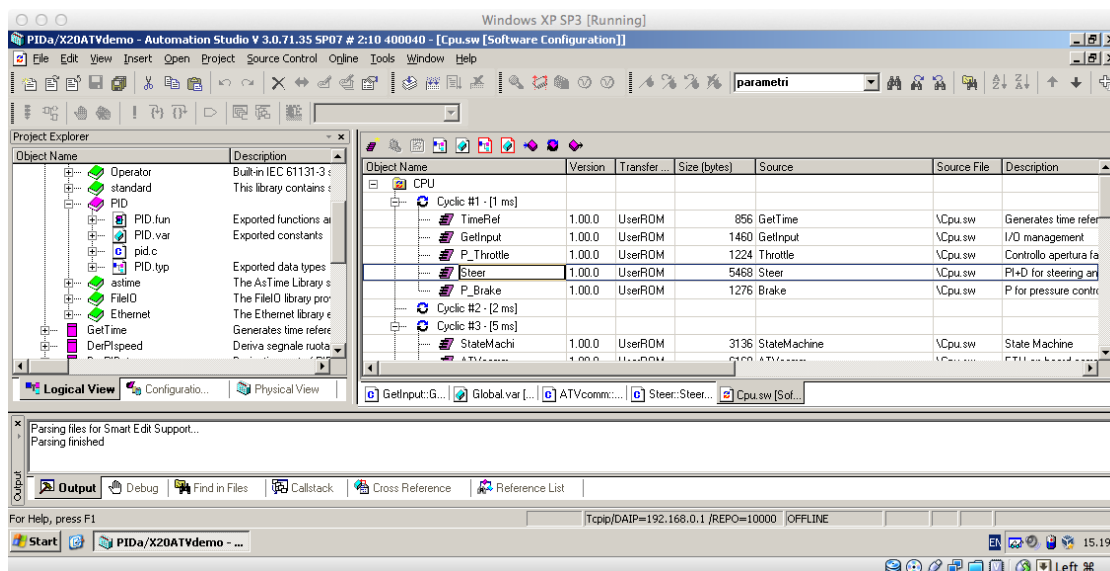 Windows XP SP3 [Running]
PIDa/X20ATVdemo - Automation Studio V 3.0.71.35 SP07 # 2:10 400040 - [Cpu.sw [Software Configuration]]
File Edit View Insert Open Project Source Control Online Tools Window Help
parametri
Project Explorer
Object Name Description
Operator Built-in IEC 61131-3 s
standard This library contains s
PID
PID.fun Exported functions ar
PID.var Exported constants
pid.c
PID.typ Exported data types
astime The AsTime Library s
FileIO The FileIO library pro
Ethernet The Ethernet library e
GetTime Generates time refere
DerPIspeed Deriva segnale ruota
Logical View Configuratio... Physical View
Object Name Version Transfer ... Size (bytes) Source Source File Description
CPU
Cyclic #1 - [1 ms]
TimeRef 1.00.0 UserROM 856 GetTime \Cpu.sw Generates time refer
GetInput 1.00.0 UserROM 1460 GetInput \Cpu.sw I/O management
P_Throttle 1.00.0 UserROM 1224 Throttle \Cpu.sw Controllo apertura fa
Steer 1.00.0 UserROM 5468 Steer \Cpu.sw PI+D for steering an
P_Brake 1.00.0 UserROM 1276 Brake \Cpu.sw P for pressure contro
Cyclic #2 - [2 ms]
Cyclic #3 - [5 ms]
StateMachi 1.00.0 UserROM 3136 StateMachine \Cpu.sw State Machine
GetInput::G... Global.var [... ATVcomm::... Steer::Steer... Cpu.sw [Sof...
Parsing files for Smart Edit Support...
Parsing finished
Output
Output Debug Find in Files Callstack Cross Reference Reference List
For Help, press F1 Tcpip/DAIP=192.168.0.1 /REPO=10000 OFFLINE
Start PIDa/X20ATVdemo - ... EN 15.19
Left ⌘